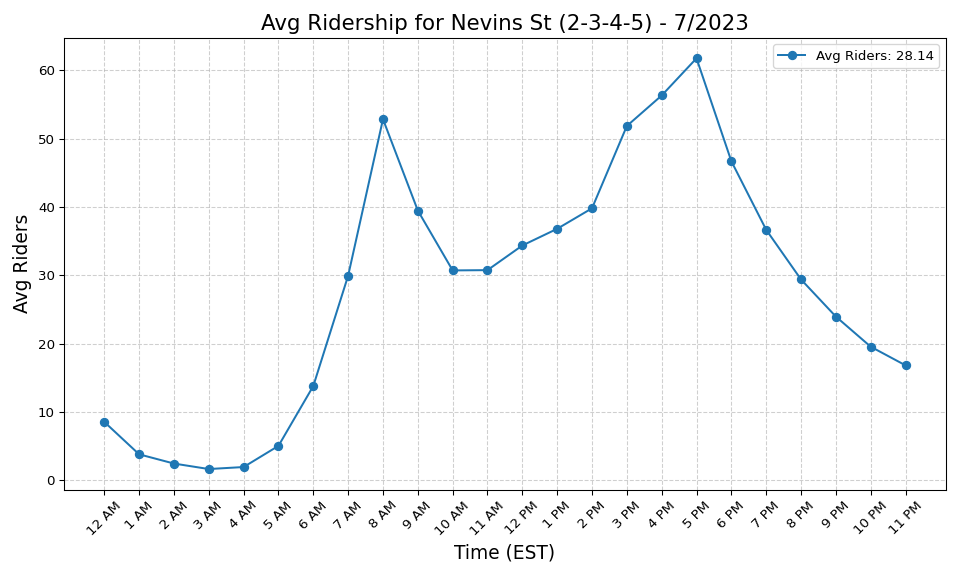 Avg Ridership for Nevins St (2-3-4-5) - 7/2023
Avg Riders: 28.14
Avg Riders
60
50
40
30
20
10
0
12 AM 1 AM 2 AM 3 AM 4 AM 5 AM 6 AM 7 AM 8 AM 9 AM 10 AM 11 AM 12 PM 1 PM 2 PM 3 PM 4 PM 5 PM 6 PM 7 PM 8 PM 9 PM 10 PM 11 PM
Time (EST)